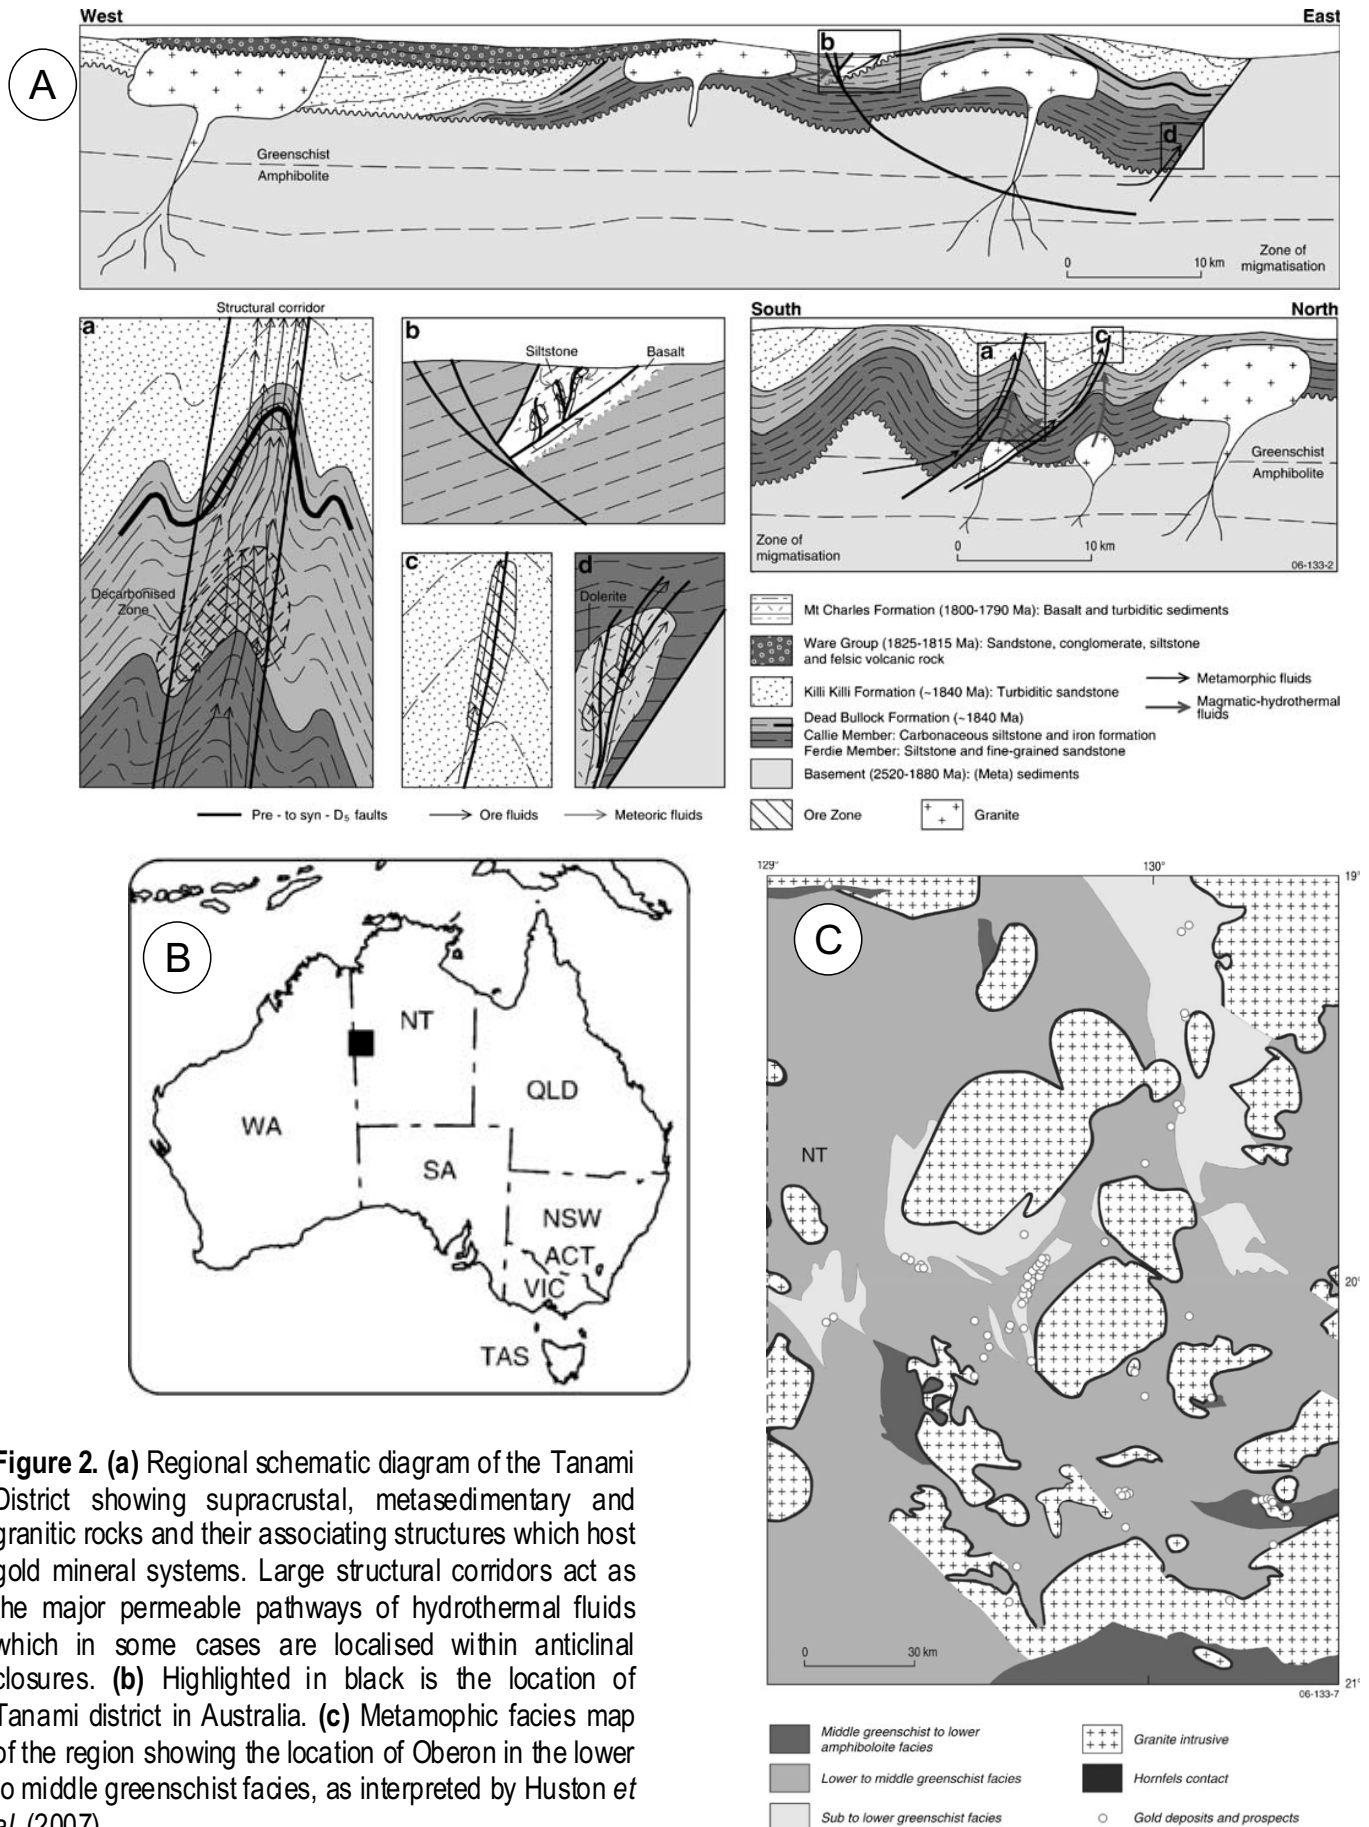 West
East
A
b
d
Greenschist
Amphibolite
0
10 km
Zone of
migmatisation
Structural corridor
a
Decarbonised
Zone
b
Siltstone
Basalt
c
d
Dolerite
South
North
a
c
Greenschist
Amphibolite
Zone of
migmatisation
0
10 km
06-133-2
Mt Charles Formation (1800-1790 Ma): Basalt and turbiditic sediments
Ware Group (1825-1815 Ma): Sandstone, conglomerate, siltstone
and felsic volcanic rock
Killi Killi Formation (~1840 Ma): Turbiditic sandstone
Dead Bullock Formation (~1840 Ma)
Callie Member: Carbonaceous siltstone and iron formation
Ferdie Member: Siltstone and fine-grained sandstone
Basement (2520-1880 Ma): (Meta) sediments
Ore Zone
Granite
Metamorphic fluids
Magmatic-hydrothermal
fluids
Pre - to syn - D₅ faults
Ore fluids
Meteoric fluids
B
NT
WA
QLD
SA
NSW
ACT
VIC
TAS
129°
130°
19°
C
NT
20°
0
30 km
21°
06-133-7
Middle greenschist to lower
amphiboloite facies
Lower to middle greenschist facies
Sub to lower greenschist facies
Granite intrusive
Hornfels contact
Gold deposits and prospects
Figure 2. (a) Regional schematic diagram of the Tanami
District showing supracrustal, metasedimentary and
granitic rocks and their associating structures which host
gold mineral systems. Large structural corridors act as
the major permeable pathways of hydrothermal fluids
which in some cases are localised within anticlinal
closures. (b) Highlighted in black is the location of
Tanami district in Australia. (c) Metamophic facies map
of the region showing the location of Oberon in the lower
to middle greenschist facies, as interpreted by Huston et
al. (2007)